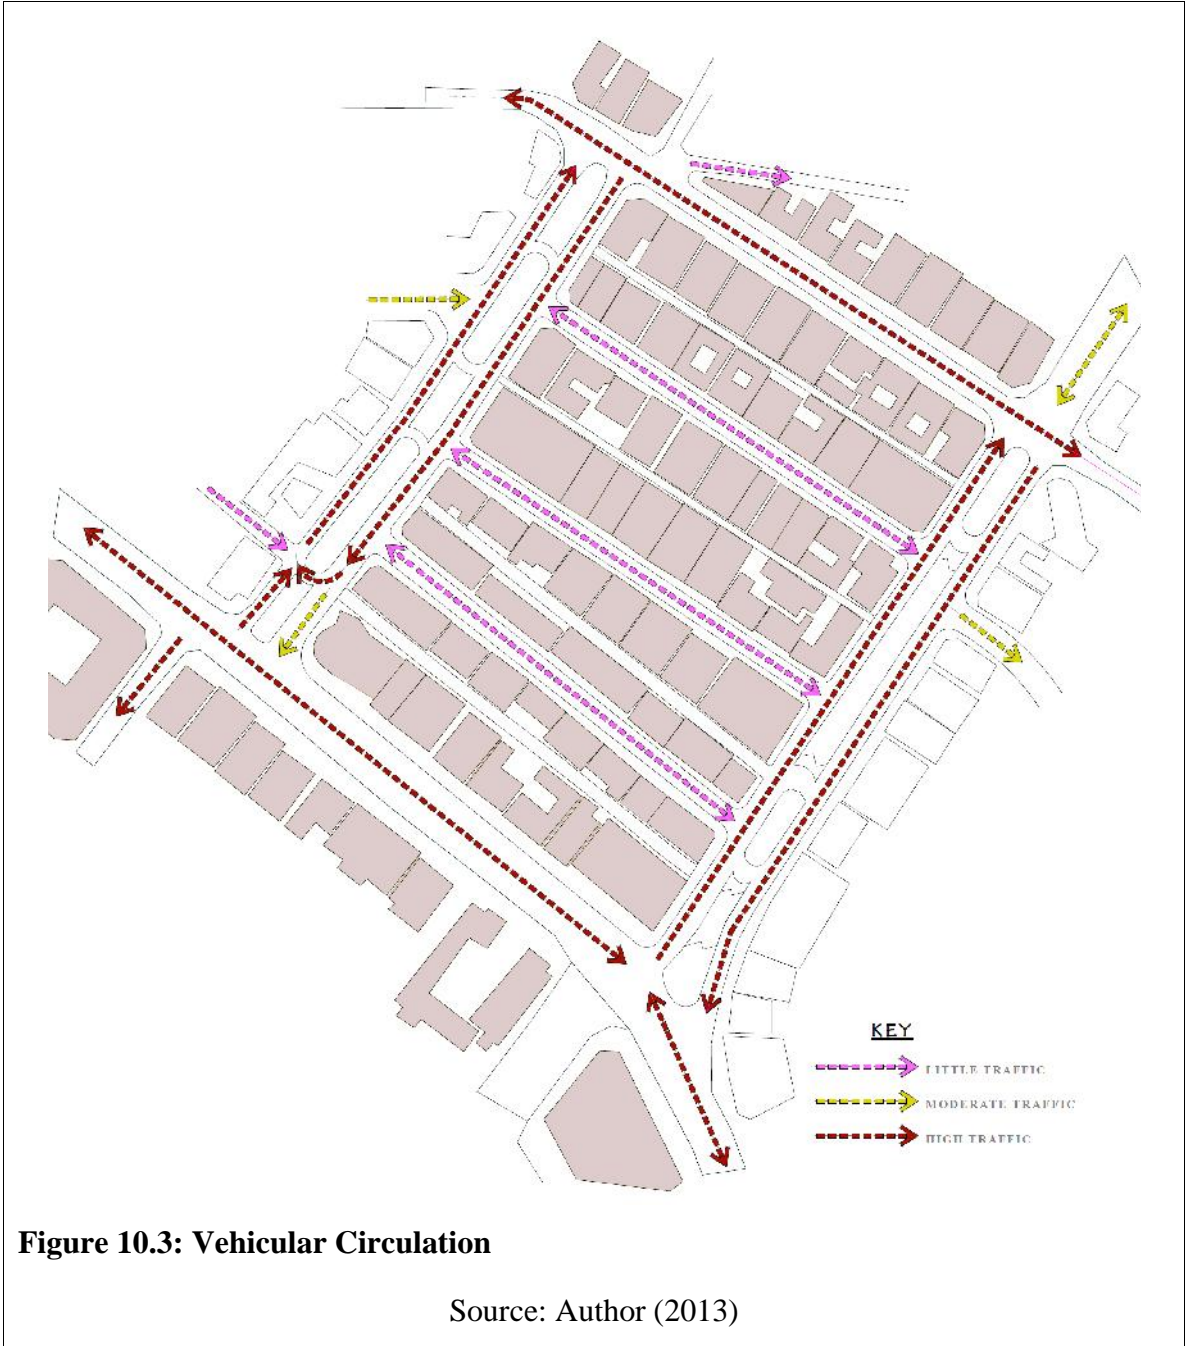 KEY
LITTLE TRAFFIC
MODERATE TRAFFIC
HIGH TRAFFIC
Figure 10.3: Vehicular Circulation
Source: Author (2013)